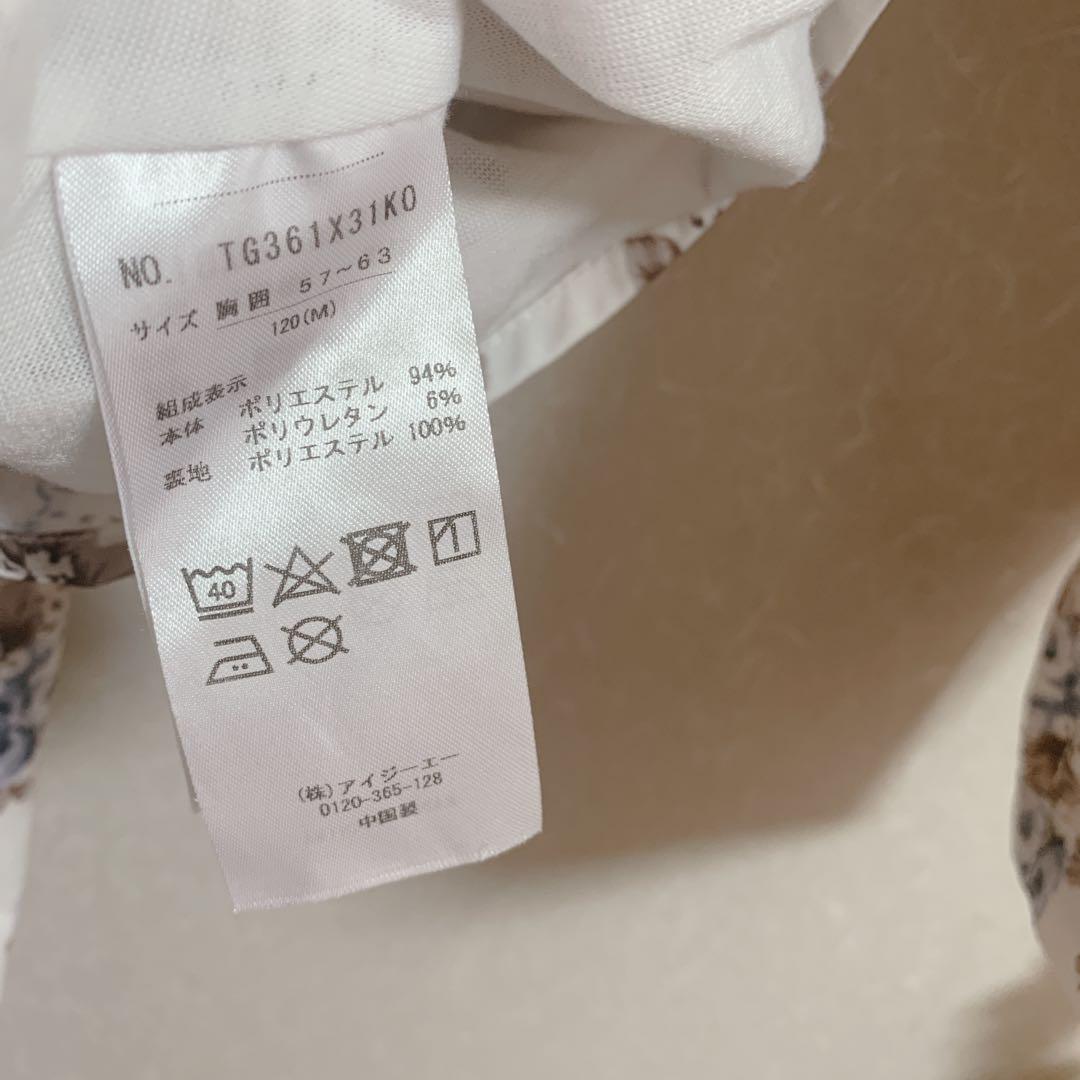 NO. TG361X31KO
サイズ 胸囲 57～63
120(M)
組成表示
本体 ポリエステル 94%
ポリウレタン 6%
裏地 ポリエステル 100%
40
1
(株)アイジーエー
0120-365-128
中国製